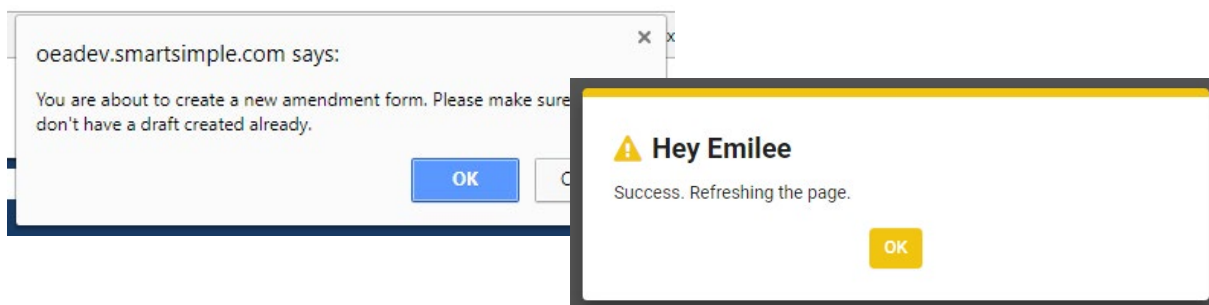 oeadev.smartsimple.com says:
You are about to create a new amendment form. Please make sure
don't have a draft created already.
OK
Hey Emilee
Success. Refreshing the page.
OK